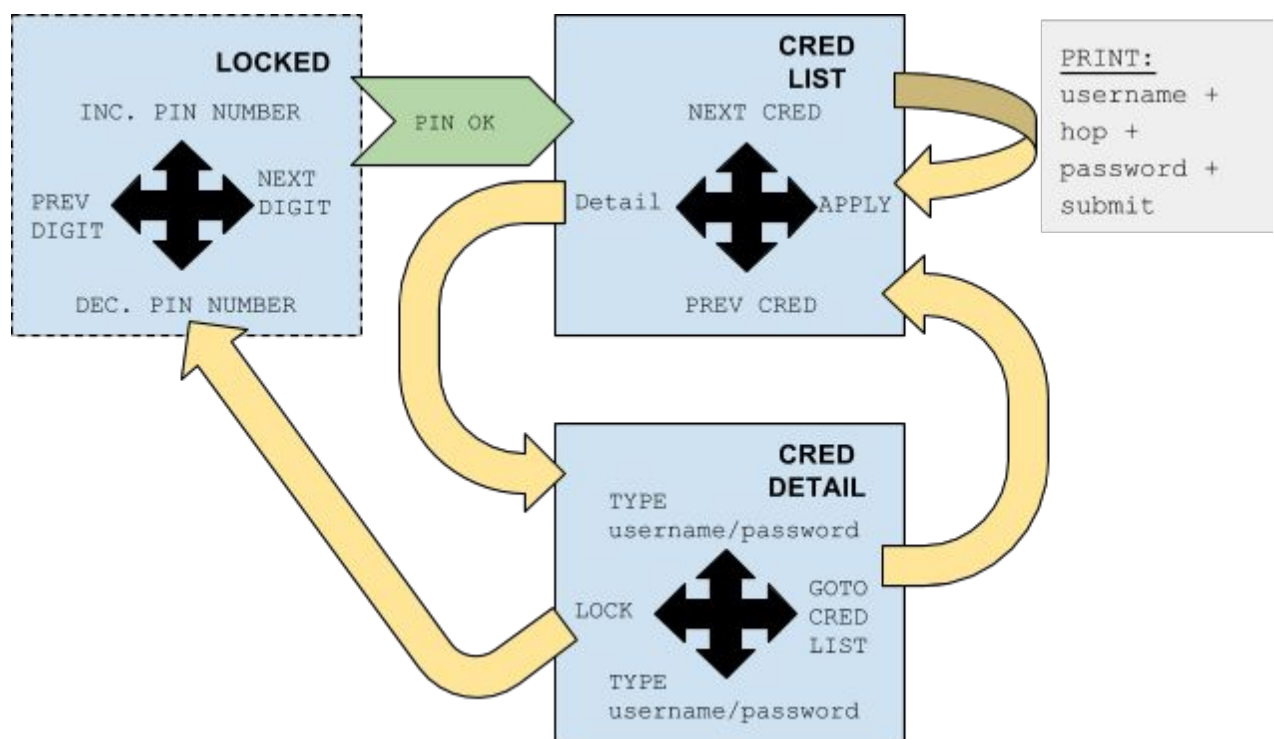 LOCKED
INC. PIN NUMBER
PREV
DIGIT
NEXT
DIGIT
DEC. PIN NUMBER
PIN OK
CRED
LIST
NEXT CRED
Detail
APPLY
PREV CRED
PRINT:
username +
hop +
password +
submit
CRED
DETAIL
TYPE
username/password
LOCK
GOTO
CRED
LIST
TYPE
username/password